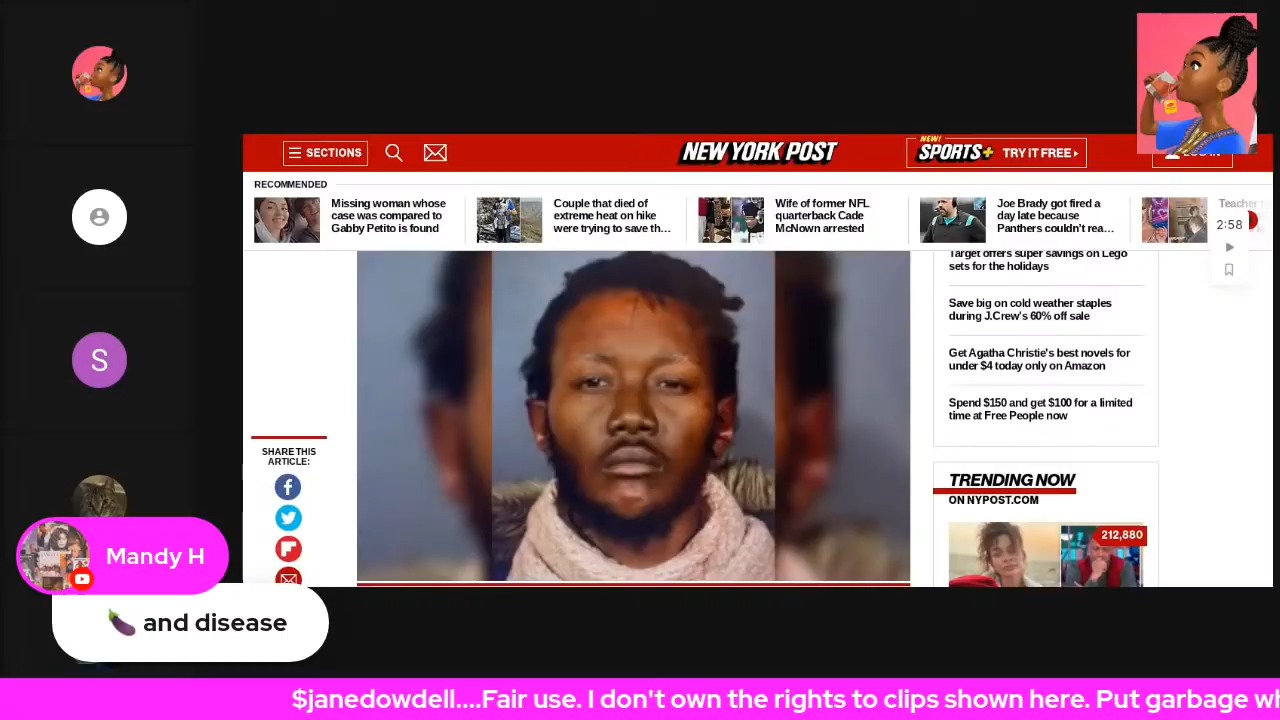 SECTIONS
NEW YORK POST
NEW!
SPORTS+ TRY IT FREE
RECOMMENDED
Missing woman whose
case was compared to
Gabby Petito is found
Couple that died of
extreme heat on hike
were trying to save th...
Wife of former NFL
quarterback Cade
McNown arrested
Joe Brady got fired a
day late because
Panthers couldn't rea...
Teacher
2:58
Target offers super savings on Lego
sets for the holidays
Save big on cold weather staples
during J.Crew's 60% off sale
Get Agatha Christie's best novels for
under $4 today only on Amazon
Spend $150 and get $100 for a limited
time at Free People now
S
SHARE THIS
ARTICLE:
TRENDING NOW
ON NYPOST.COM
212,880
Mandy H
🍆 and disease
$janedowdell....Fair use. I don't own the rights to clips shown here. Put garbage